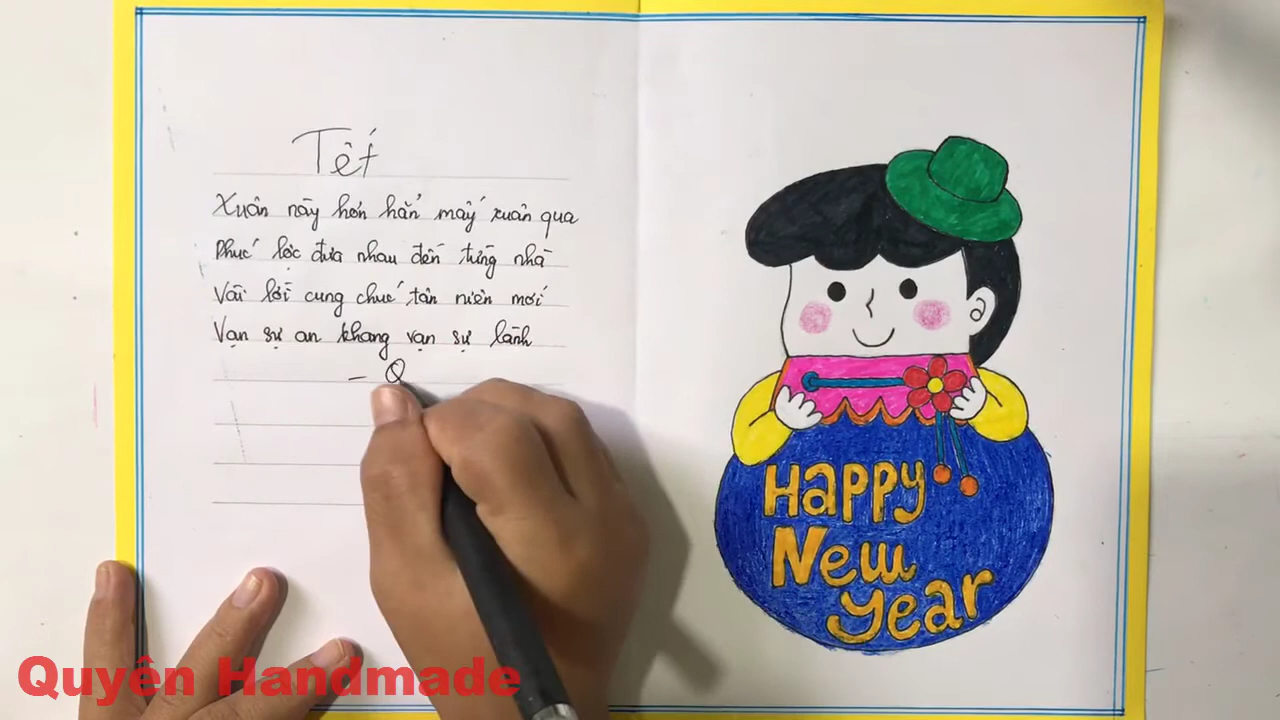 Tết
Xuân này hơn hẳn mấy xuân qua
Phúc lộc đưa nhau đến từng nhà
Vài lời cung chúc tân niên mới
Vạn sự an khang vạn sự lành
- Q
Happy
New
year
Quyên Handmade